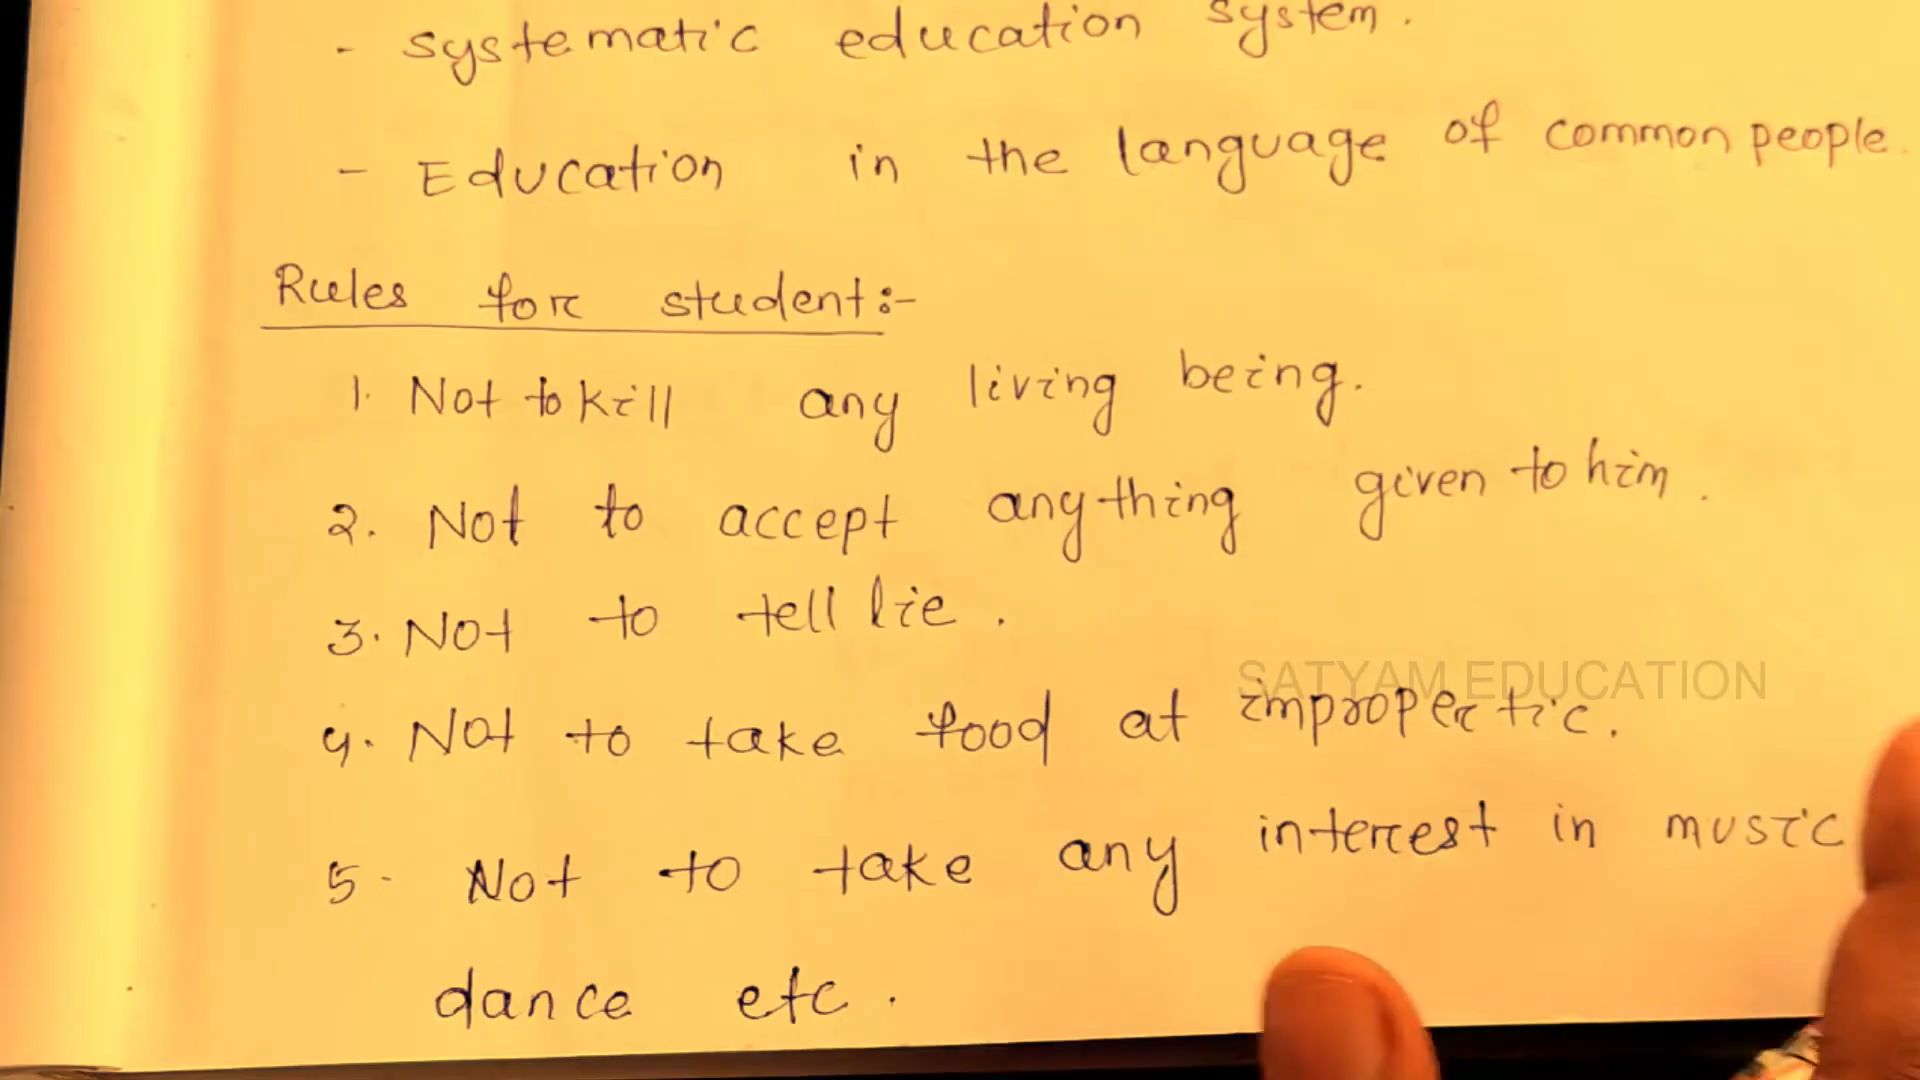 - systematic education system.
- Education in the language of common people.
Rules for student:-
1. Not to kill any living being.
2. Not to accept anything given to him.
3. Not to tell lie.
4. Not to take food at improper tic.
SATYAM EDUCATION
5. Not to take any interest in music
dance etc.